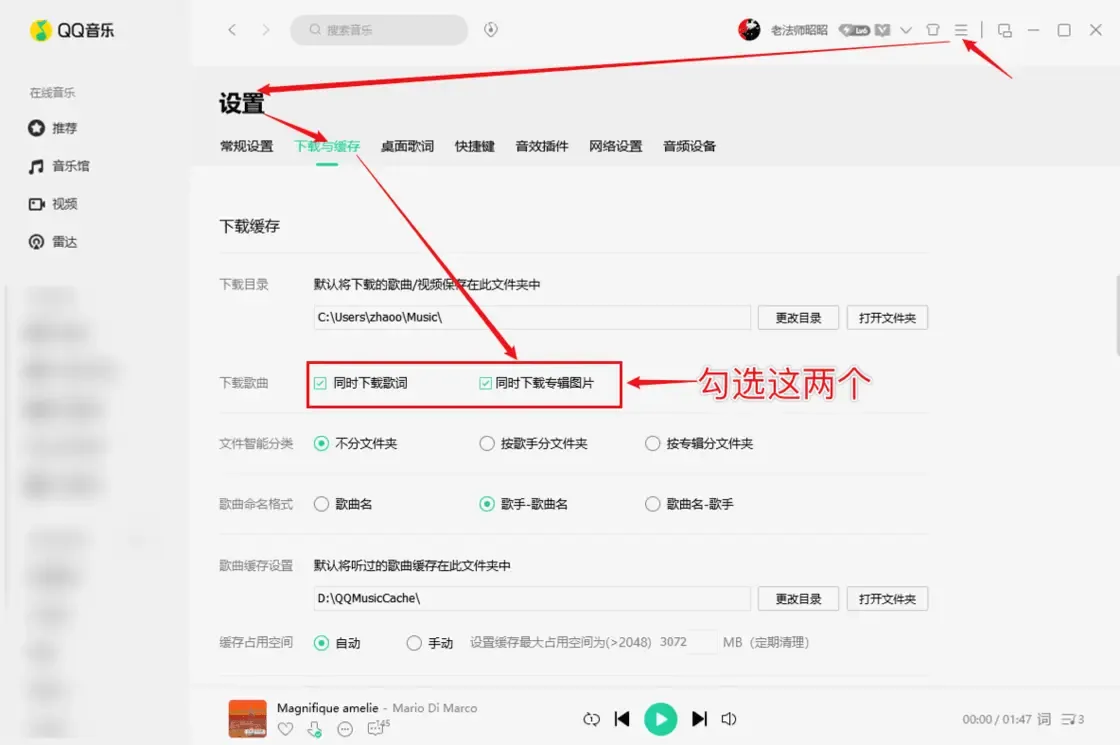 QQ音乐
搜索音乐
老法师昭昭
在线音乐
推荐
音乐馆
视频
雷达
设置
常规设置 下载与缓存 桌面歌词 快捷键 音效插件 网络设置 音频设备
下载缓存
下载目录 默认将下载的歌曲/视频保存在此文件夹中
C:\Users\zhaoo\Music\ 更改目录 打开文件夹
下载歌曲 同时下载歌词 同时下载专辑图片 勾选这两个
文件智能分类 不分文件夹 按歌手分文件夹 按专辑分文件夹
歌曲命名格式 歌曲名 歌手-歌曲名 歌曲名-歌手
歌曲缓存设置 默认将听过的歌曲缓存在此文件夹中
D:\QQMusicCache\ 更改目录 打开文件夹
缓存占用空间 自动 手动 设置缓存最大占用空间为(>2048) 3072 MB (定期清理)
Magnifique amelie - Mario Di Marco
145
00:00 / 01:47 词 3